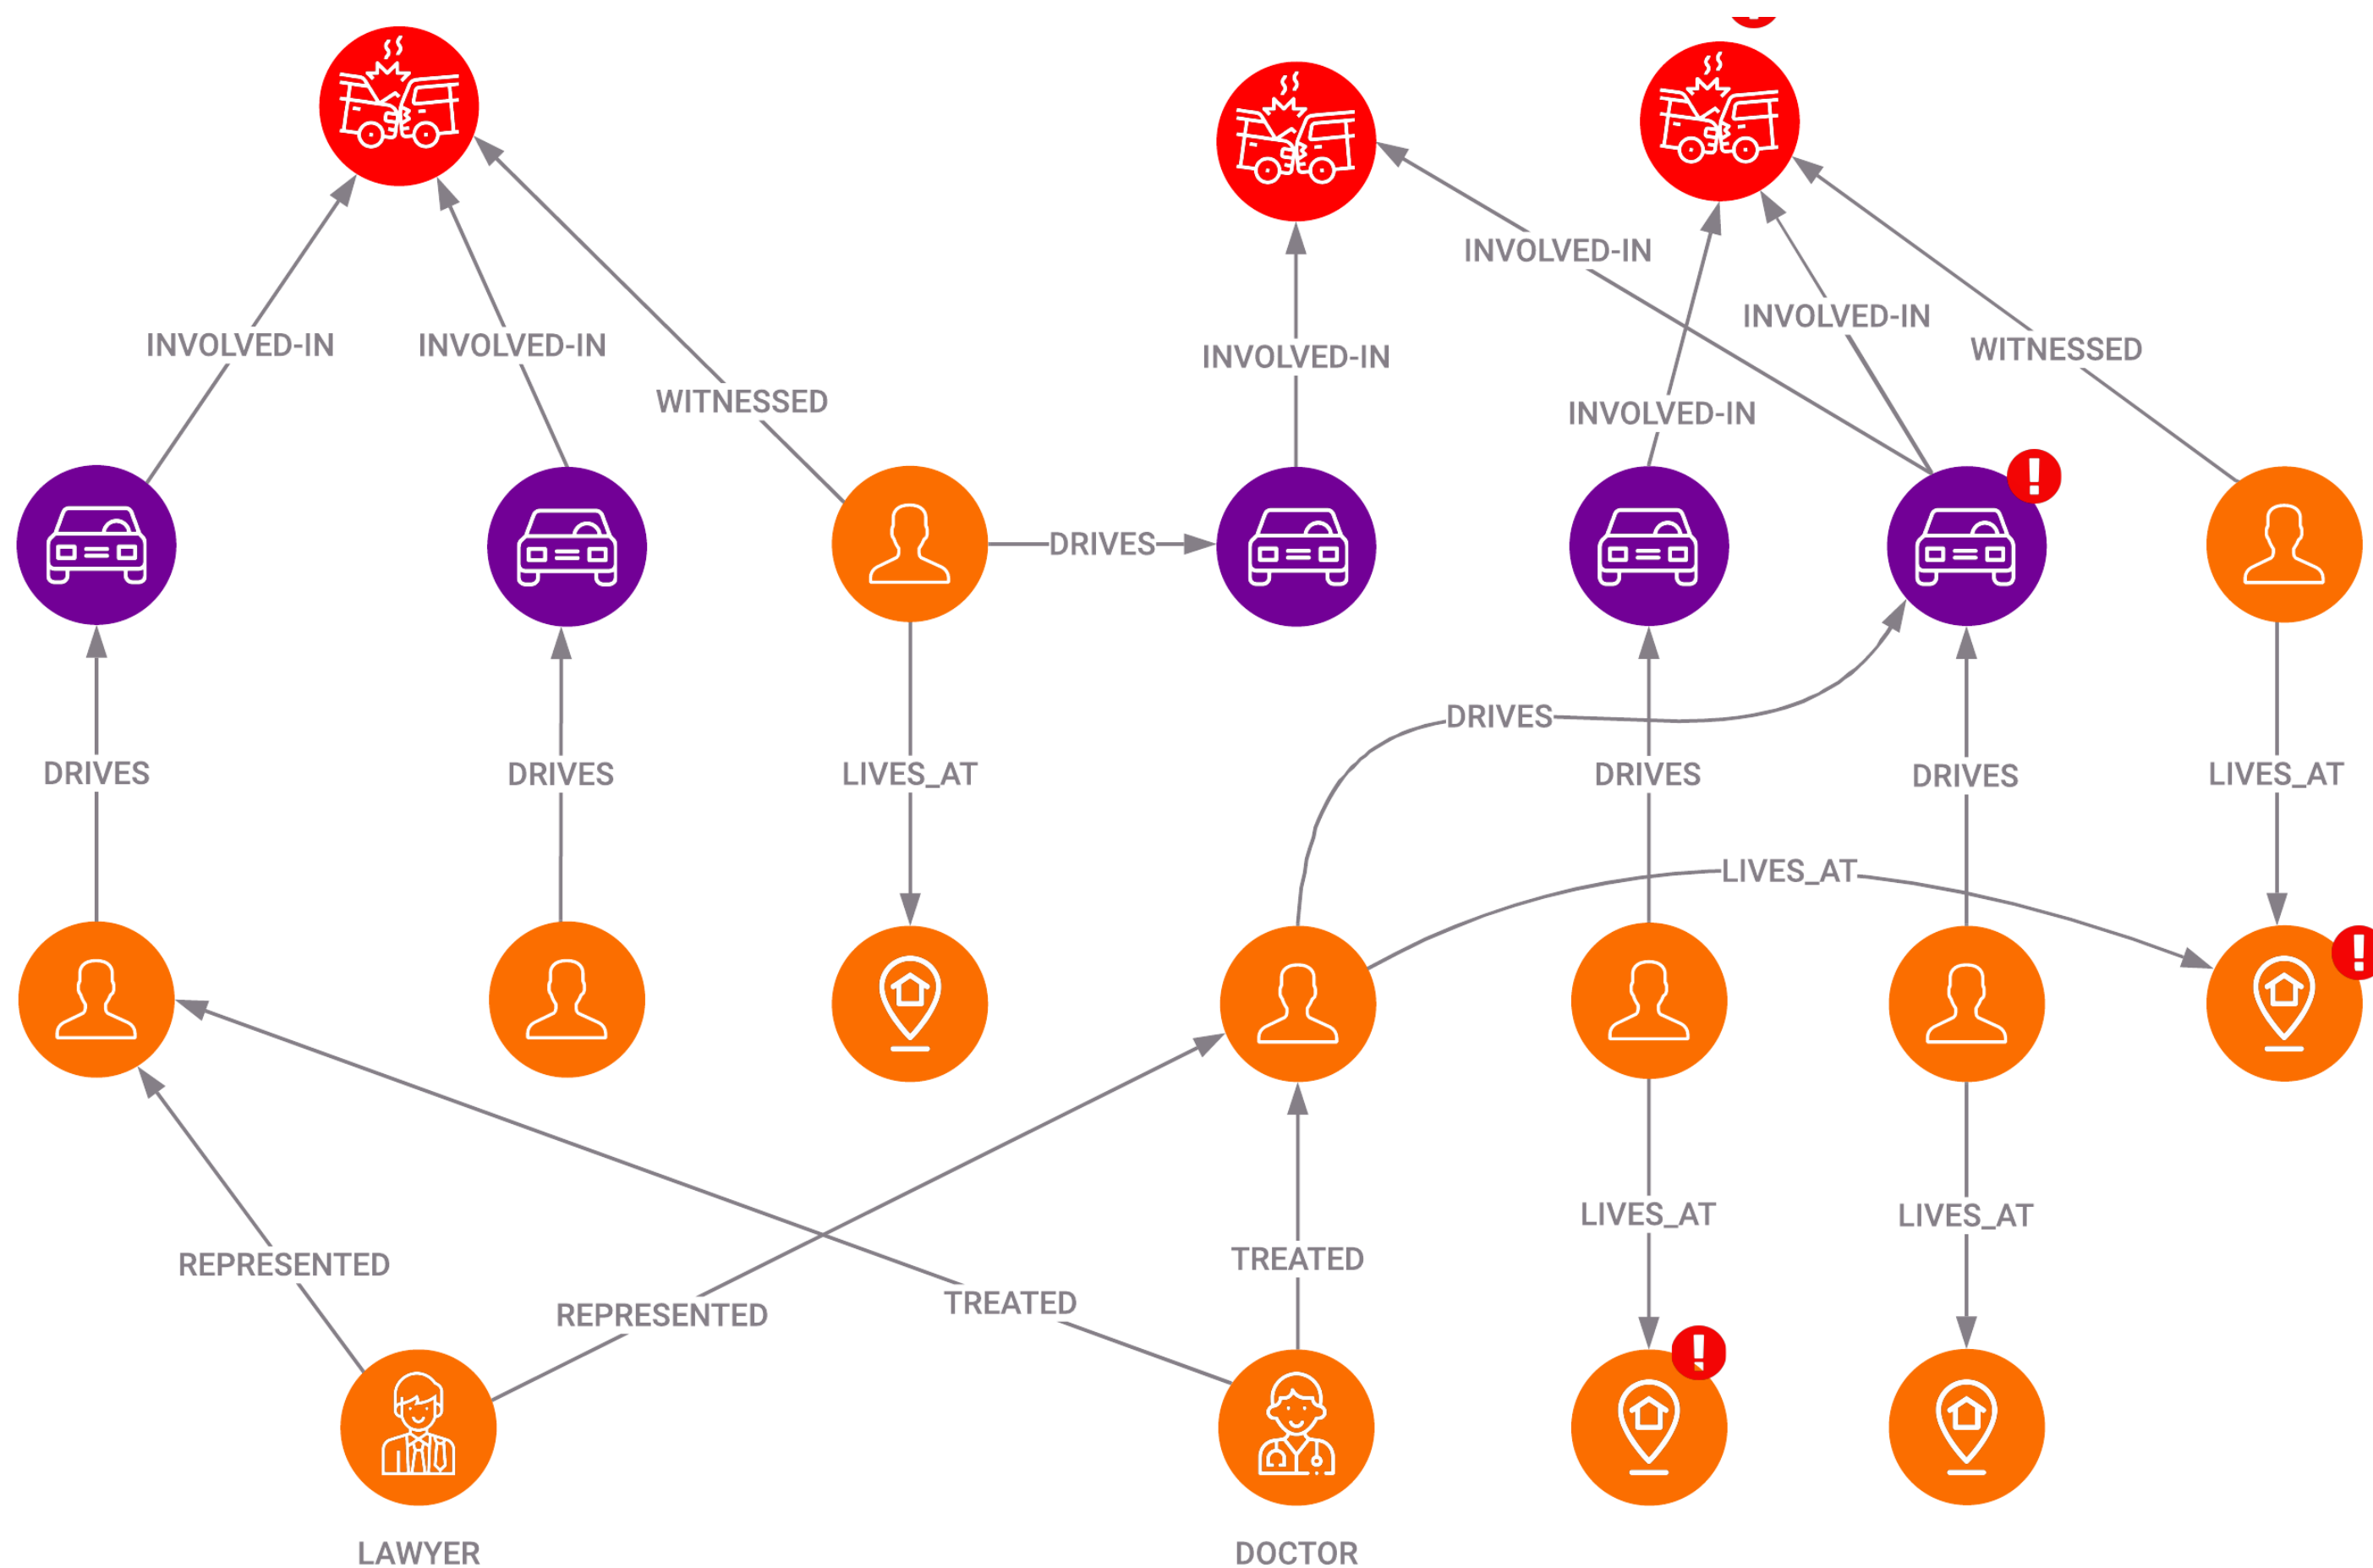 INVOLVED-IN
INVOLVED-IN
INVOLVED-IN
INVOLVED-IN
WITNESSED
INVOLVED-IN
WITNESSED
INVOLVED-IN
!
DRIVES
DRIVES
DRIVES
DRIVES
LIVES_AT
DRIVES
DRIVES
LIVES_AT
LIVES_AT
!
LIVES_AT
LIVES_AT
REPRESENTED
TREATED
TREATED
REPRESENTED
!
LAWYER
DOCTOR